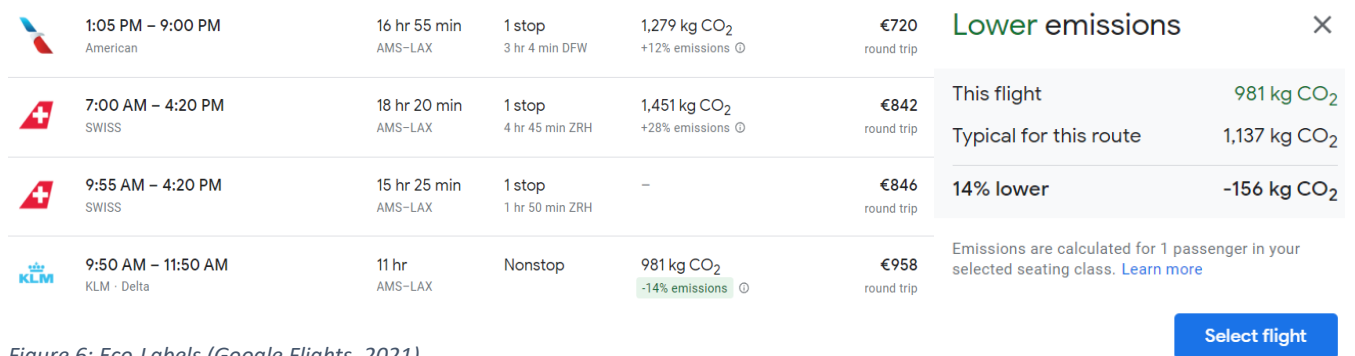 1:05 PM – 9:00 PM 16 hr 55 min 1 stop 1,279 kg CO2 €720
American AMS–LAX 3 hr 4 min DFW +12% emissions round trip
7:00 AM – 4:20 PM 18 hr 20 min 1 stop 1,451 kg CO2 €842
SWISS AMS–LAX 4 hr 45 min ZRH +28% emissions round trip
9:55 AM – 4:20 PM 15 hr 25 min 1 stop – €846
SWISS AMS–LAX 1 hr 50 min ZRH round trip
KLM 9:50 AM – 11:50 AM 11 hr Nonstop 981 kg CO2 €958
KLM · Delta AMS–LAX -14% emissions round trip
Lower emissions
This flight 981 kg CO2
Typical for this route 1,137 kg CO2
14% lower -156 kg CO2
Emissions are calculated for 1 passenger in your
selected seating class. Learn more
Select flight
Figure 6: Eco-Labels (Google Flights, 2021)